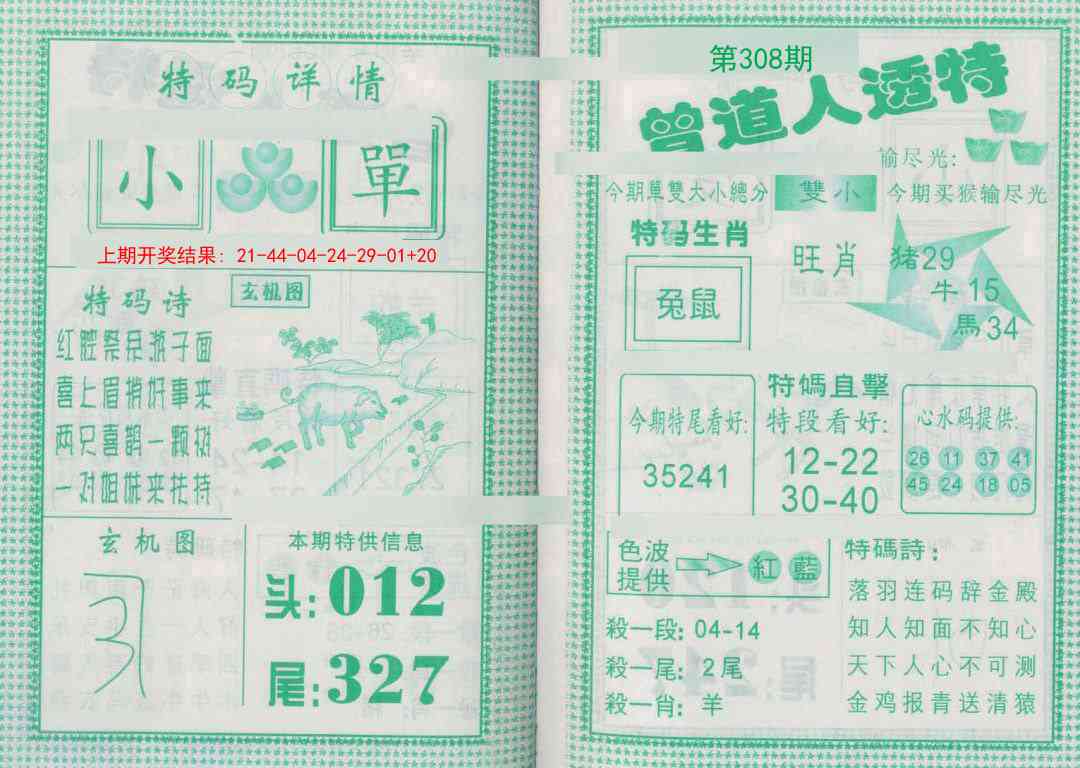 特码详情
小 單
上期开奖结果：21-44-04-24-29-01+20
特码诗
玄机图
喜上眉梢好事来
两只喜鹊一颗树
一对姐妹来扶持
玄机图
本期特供信息
头:012
尾:327
第308期
曾道人透特
输尽光:
今期單雙大小總分 雙小 今期买猴输尽光
特码生肖
兔鼠
旺肖
猪29
牛15
馬34
今期特尾看好:
35241
特碼直擊
特段看好:
12-22
30-40
心水码提供:
26 11 37 41
45 24 18 05
色波
提供
紅 藍
殺一段: 04-14
殺一尾: 2尾
殺一肖: 羊
特碼詩:
落羽连码辞金殿
知人知面不知心
天下人心不可测
金鸡报青送清猿